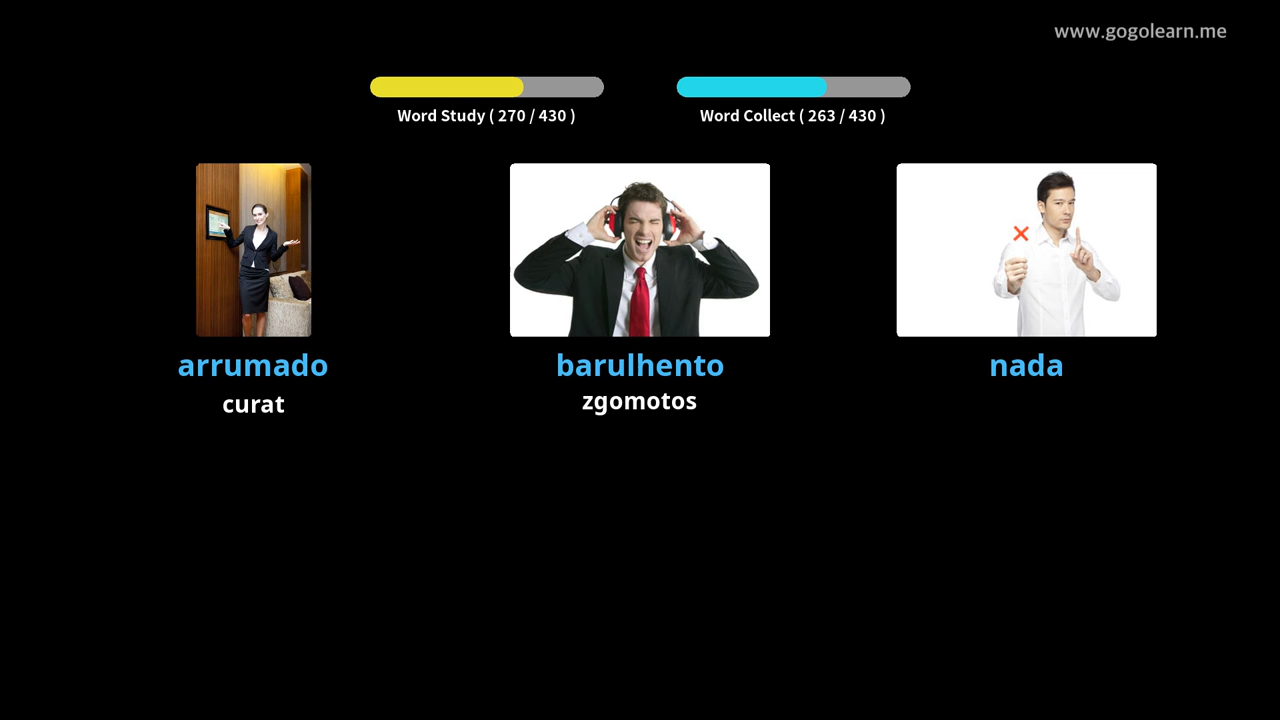 www.gogolearn.me
Word Study ( 270 / 430 )
Word Collect ( 263 / 430 )
arrumado
barulhento
nada
curat
zgomotos